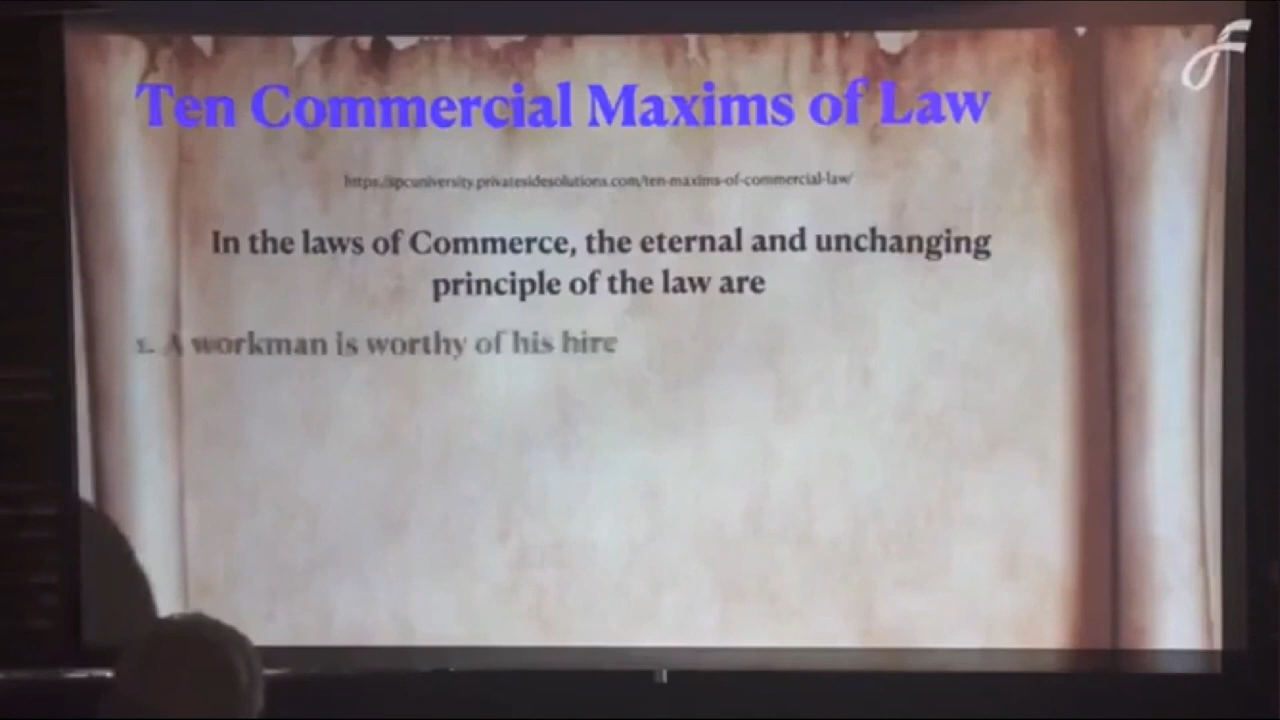 Ten Commercial Maxims of Law
https://spcuniversity.privatesidesolutions.com/ten-maxims-of-commercial-law/
In the laws of Commerce, the eternal and unchanging
principle of the law are
1. A workman is worthy of his hire